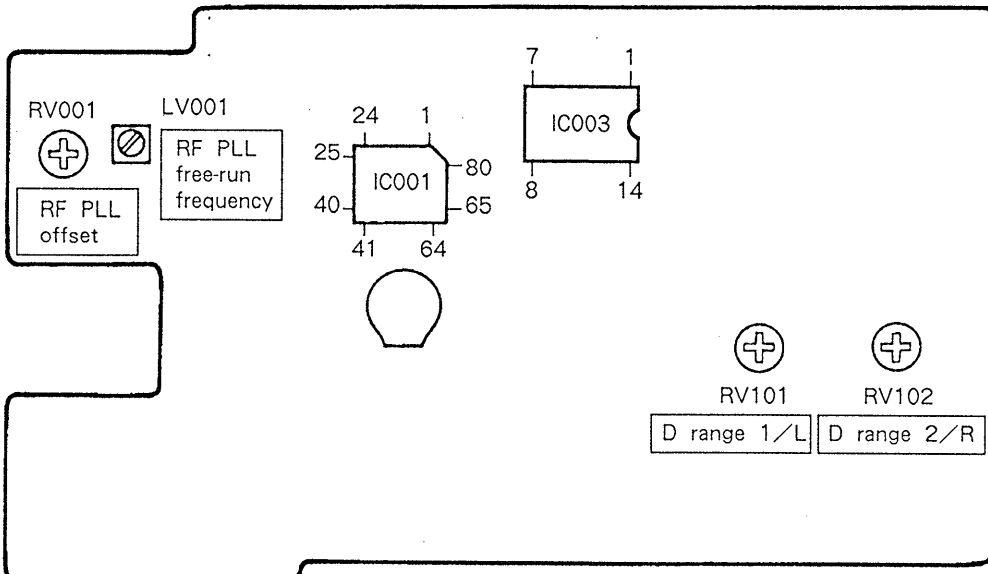 7 1
IC003
8 14
RV001
LV001
RF PLL
free-run
frequency
RF PLL
offset
24 1
25
80
IC001
40
65
41 64
RV101
RV102
D range 1/L
D range 2/R